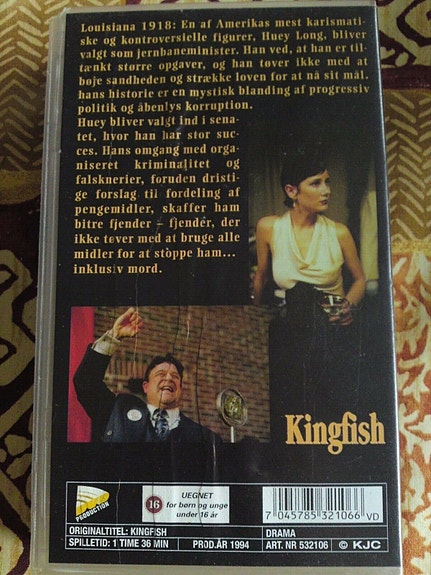 Louisiana 1918: En af Amerikas mest karismati-
ske og kontroversielle figurer, Huey Long, bliver
valgt som jernbaneminister. Han ved, at han er til-
tænkt større opgaver, og han tøver ikke med at
bøje sandheden og strække loven for at nå sit mål.
hans historie er en mystisk blanding af progressiv
politik og åbenlys korruption.
Huey bliver valgt ind i sena-
tet, hvor han har stor suc-
ces. Hans omgang med orga-
niseret kriminalitet og
falsknerier, foruden dristi-
ge forslag til fordeling af
pengemidler, skaffer ham
bitre fjender – fjender, der
ikke tøver med at bruge alle
midler for at stoppe ham...
inklusiv mord.
Kingfish
PRODUCTION
16
UEGNET
for børn og unge
under 16 år
7 045785 321066 VD
ORIGINALTITEL: KINGFISH
DRAMA
SPILLETID: 1 TIME 36 MIN
PROD.ÅR 1994
ART. NR 532106
© KJC